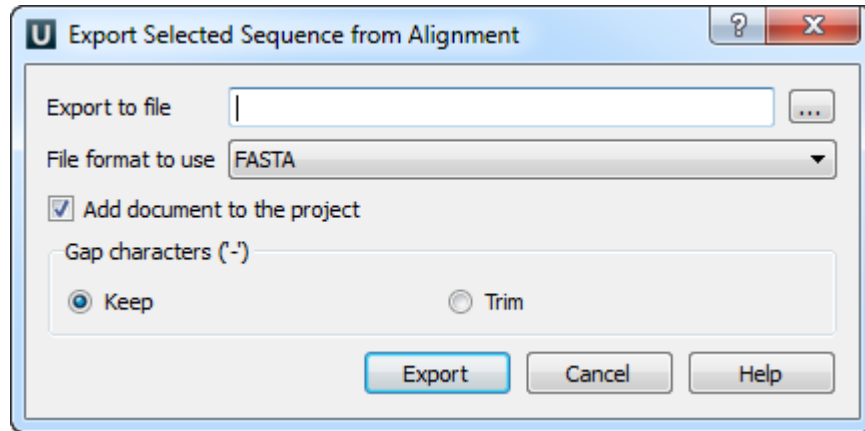 U Export Selected Sequence from Alignment ? X
Export to file ...
File format to use FASTA
Add document to the project
Gap characters ('-')
Keep Trim
Export Cancel Help